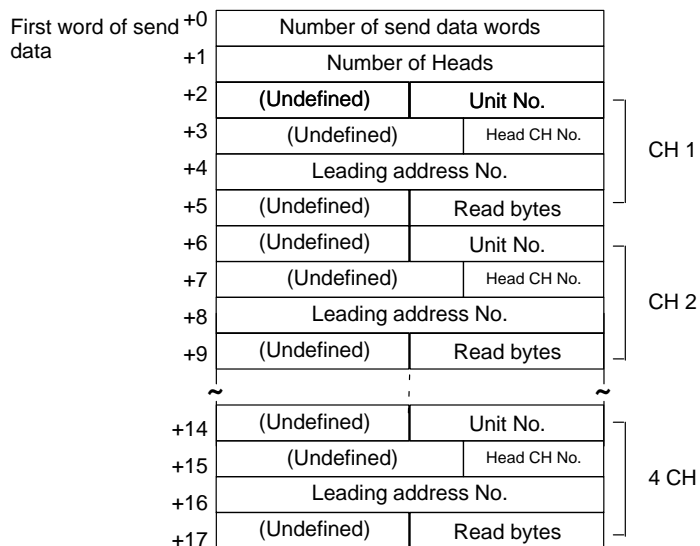 First word of send data
+0 Number of send data words
+1 Number of Heads
+2 (Undefined) Unit No.
+3 (Undefined) Head CH No.
+4 Leading address No.
+5 (Undefined) Read bytes
CH 1
+6 (Undefined) Unit No.
+7 (Undefined) Head CH No.
+8 Leading address No.
+9 (Undefined) Read bytes
CH 2
~ ~
+14 (Undefined) Unit No.
+15 (Undefined) Head CH No.
+16 Leading address No.
+17 (Undefined) Read bytes
4 CH